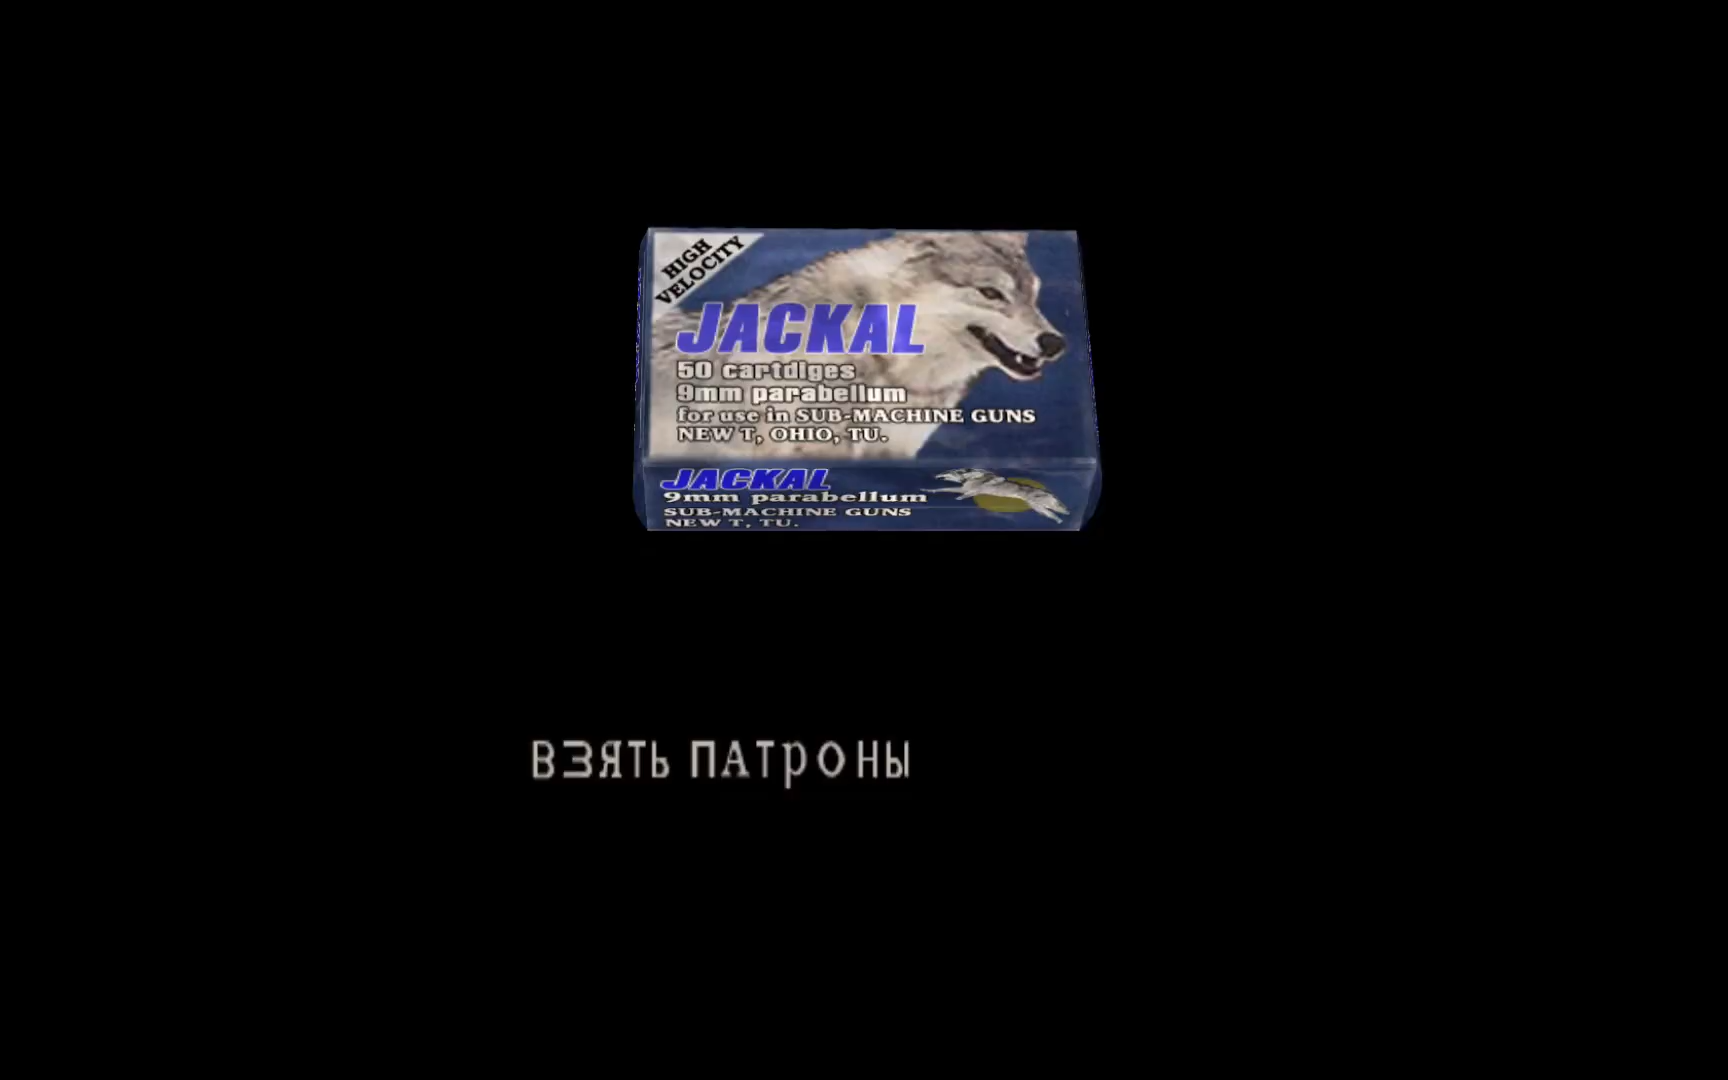 HIGH
VELOCITY
JACKAL
50 cartdiges
9mm parabellum
for use in SUB-MACHINE GUNS
NEW T, OHIO, TU.
JACKAL
9mm parabellum
SUB-MACHINE GUNS
NEW T, TU.
взять патроны